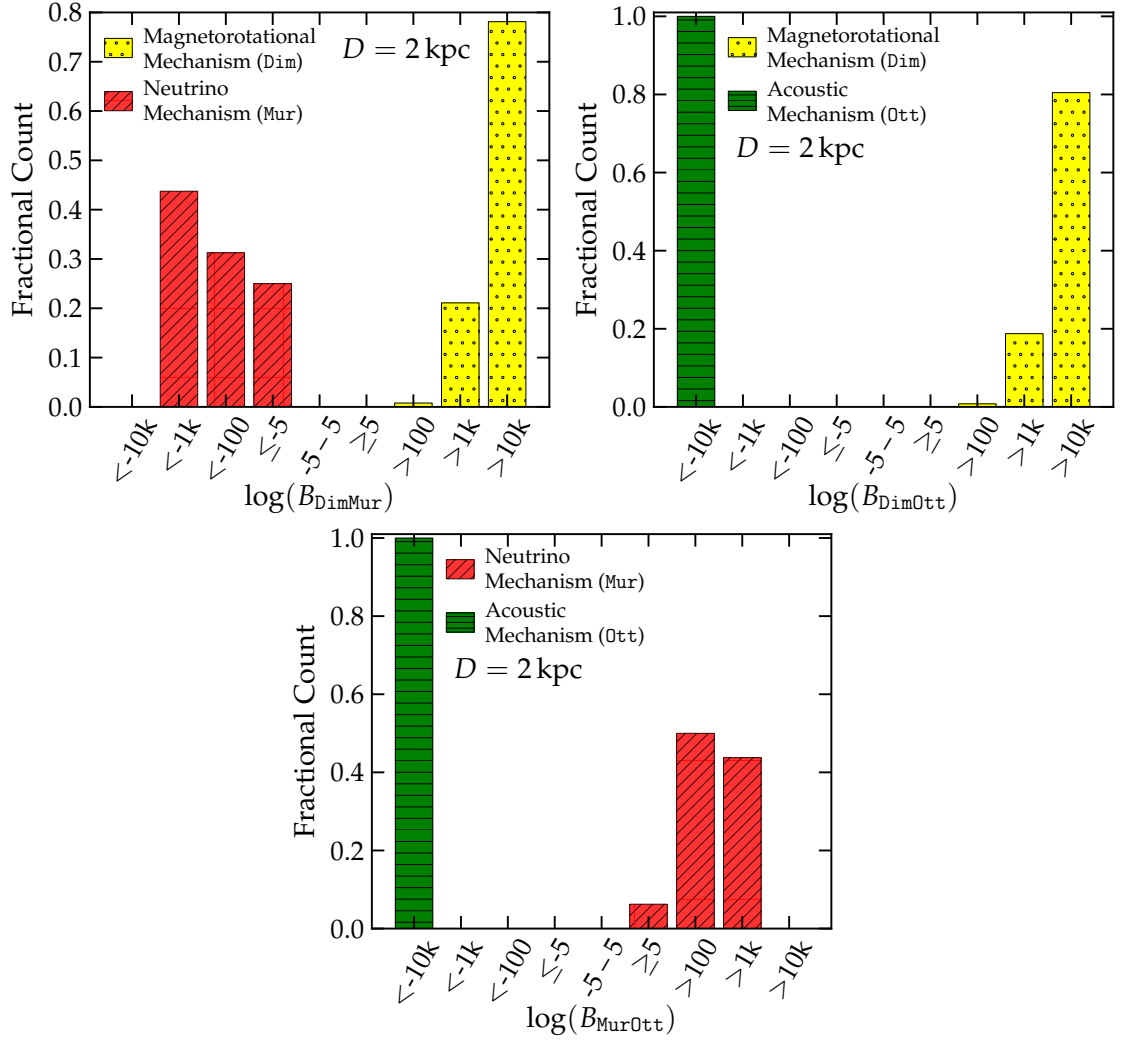 0.8
0.7
0.6
0.5
0.4
0.3
0.2
0.1
0.0
Fractional Count
Magnetorotational
Mechanism (Dim)
Neutrino
Mechanism (Mur)
D = 2 kpc
<-10k
<-1k
<-100
≤-5
-5 – 5
≥5
>100
>1k
>10k
log(B_DimMur)
1.0
0.8
0.6
0.4
0.2
0.0
Fractional Count
Magnetorotational
Mechanism (Dim)
Acoustic
Mechanism (Ott)
D = 2 kpc
<-10k
<-1k
<-100
≤-5
-5 – 5
≥5
>100
>1k
>10k
log(B_DimOtt)
1.0
0.8
0.6
0.4
0.2
0.0
Fractional Count
Neutrino
Mechanism (Mur)
Acoustic
Mechanism (Ott)
D = 2 kpc
<-10k
<-1k
<-100
≤-5
-5 – 5
≥5
>100
>1k
>10k
log(B_MurOtt)